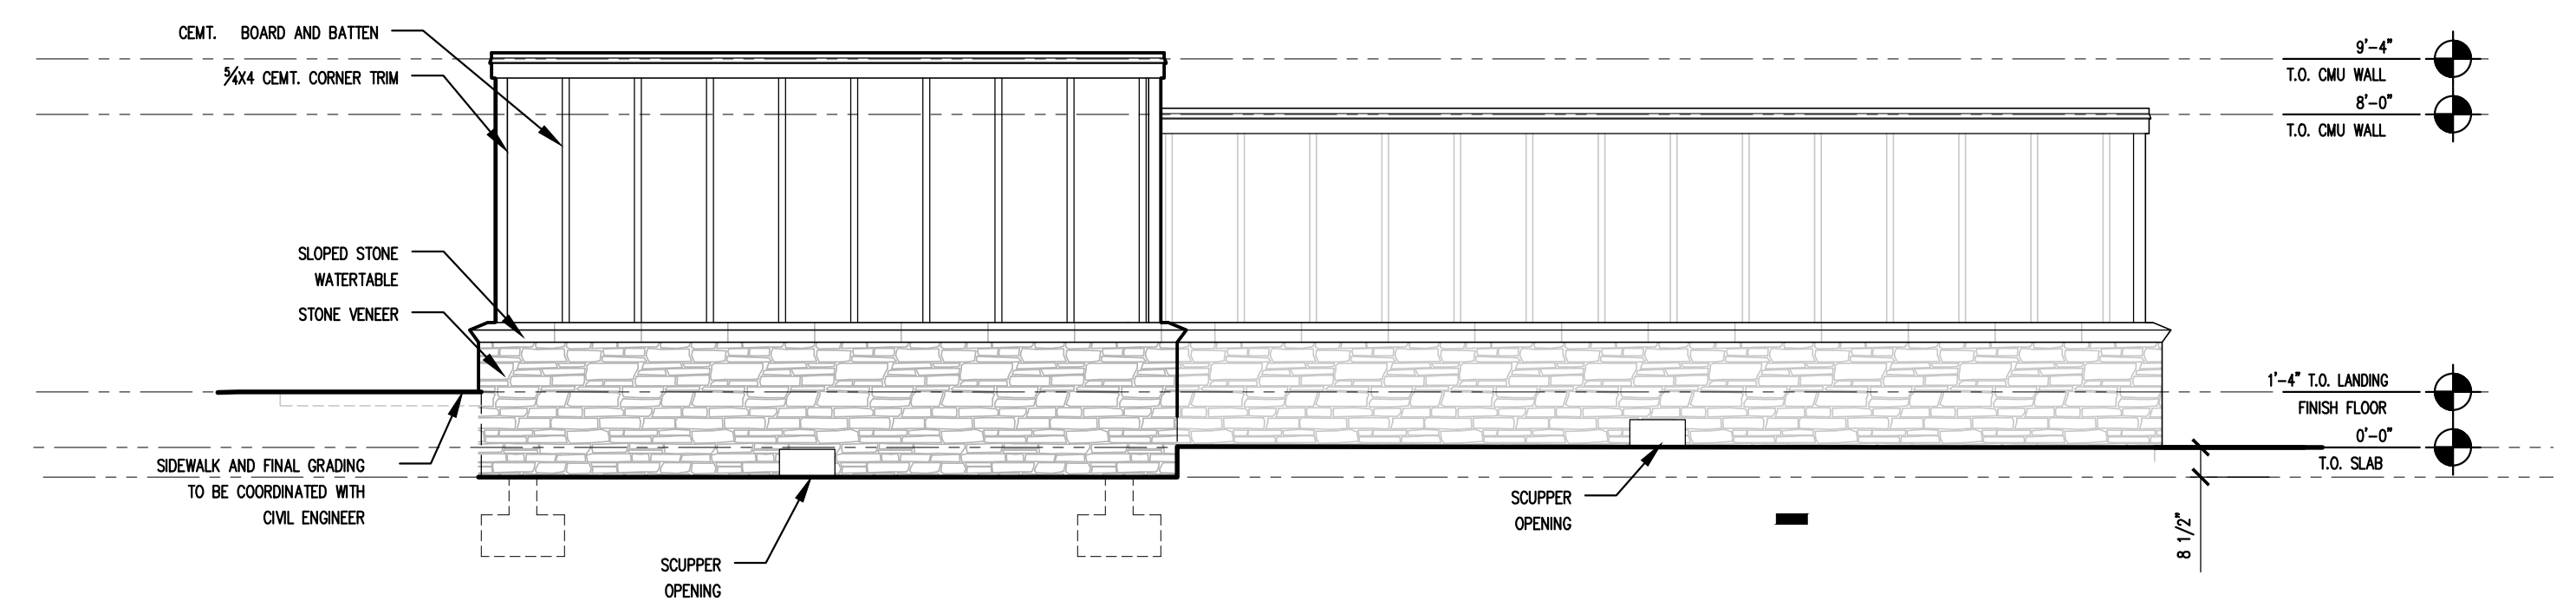 CEMT. BOARD AND BATTEN
5/4X4 CEMT. CORNER TRIM
SLOPED STONE
WATERTABLE
STONE VENEER
SIDEWALK AND FINAL GRADING
TO BE COORDINATED WITH
CIVIL ENGINEER
SCUPPER
OPENING
SCUPPER
OPENING
9'-4"
T.O. CMU WALL
8'-0"
T.O. CMU WALL
1'-4" T.O. LANDING
FINISH FLOOR
0'-0"
T.O. SLAB
8 1/2"